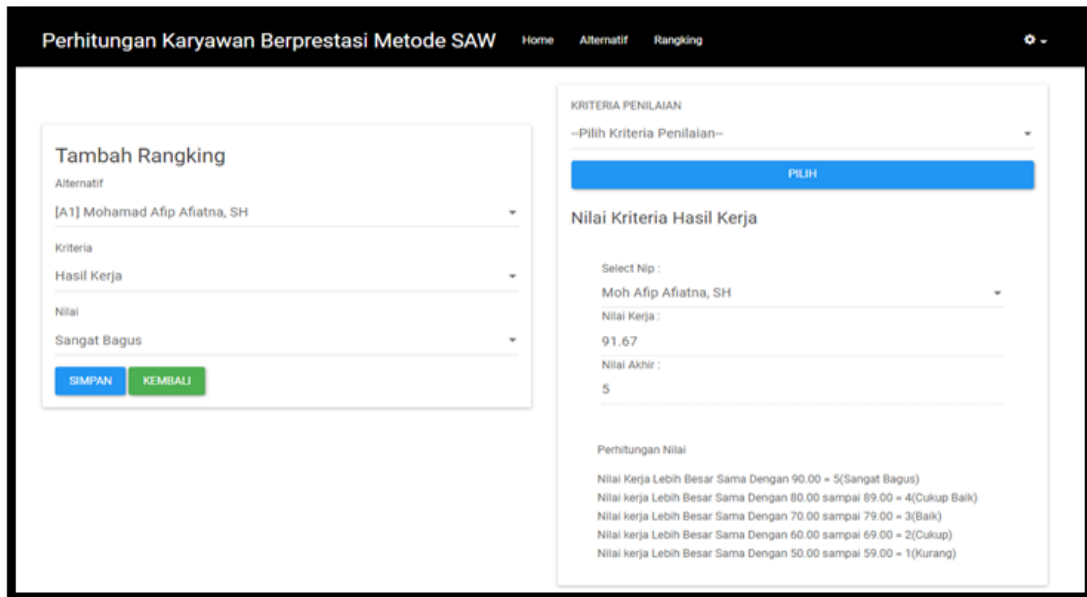 Perhitungan Karyawan Berprestasi Metode SAW Home Alternatif Rangking
Tambah Rangking
Alternatif
[A1] Mohamad Afip Afiatna, SH
Kriteria
Hasil Kerja
Nilai
Sangat Bagus
SIMPAN KEMBALI
KRITERIA PENILAIAN
--Pilih Kriteria Penilaian--
PILIH
Nilai Kriteria Hasil Kerja
Select Nip :
Moh Afip Afiatna, SH
Nilai Kerja :
91.67
Nilai Akhir :
5
Perhitungan Nilai
Nilai Kerja Lebih Besar Sama Dengan 90.00 = 5(Sangat Bagus)
Nilai kerja Lebih Besar Sama Dengan 80.00 sampai 89.00 = 4(Cukup Baik)
Nilai kerja Lebih Besar Sama Dengan 70.00 sampai 79.00 = 3(Baik)
Nilai kerja Lebih Besar Sama Dengan 60.00 sampai 69.00 = 2(Cukup)
Nilai kerja Lebih Besar Sama Dengan 50.00 sampai 59.00 = 1(Kurang)